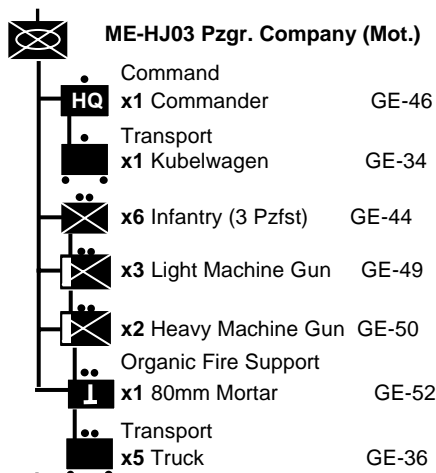 ME-HJ03 Pzgr. Company (Mot.)
Command
HQ x1 Commander GE-46
Transport
x1 Kubelwagen GE-34
x6 Infantry (3 Pzfst) GE-44
x3 Light Machine Gun GE-49
x2 Heavy Machine Gun GE-50
Organic Fire Support
x1 80mm Mortar GE-52
Transport
x5 Truck GE-36